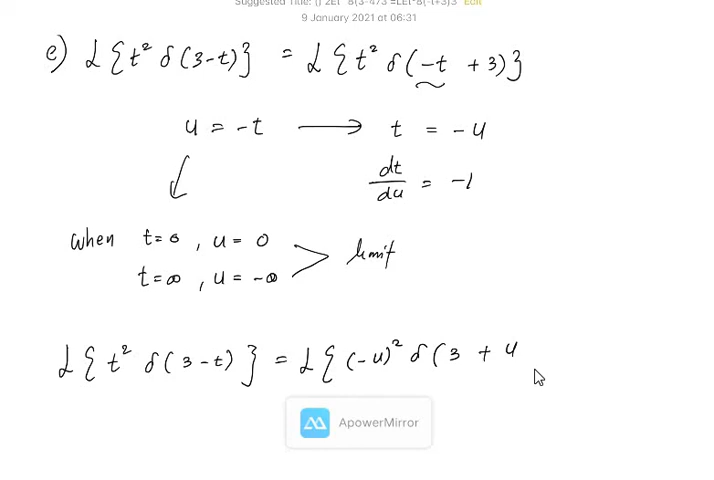 9 January 2021 at 06:31
e) L{t² δ(3-t)} = L{t² δ(-t +3)}
u = -t ⟶ t = -u
dt/du = -1
when t=0, u=0
t=∞, u=-∞ > limit
L{t² δ(3-t)} = L{(-u)² δ(3 + u
ApowerMirror